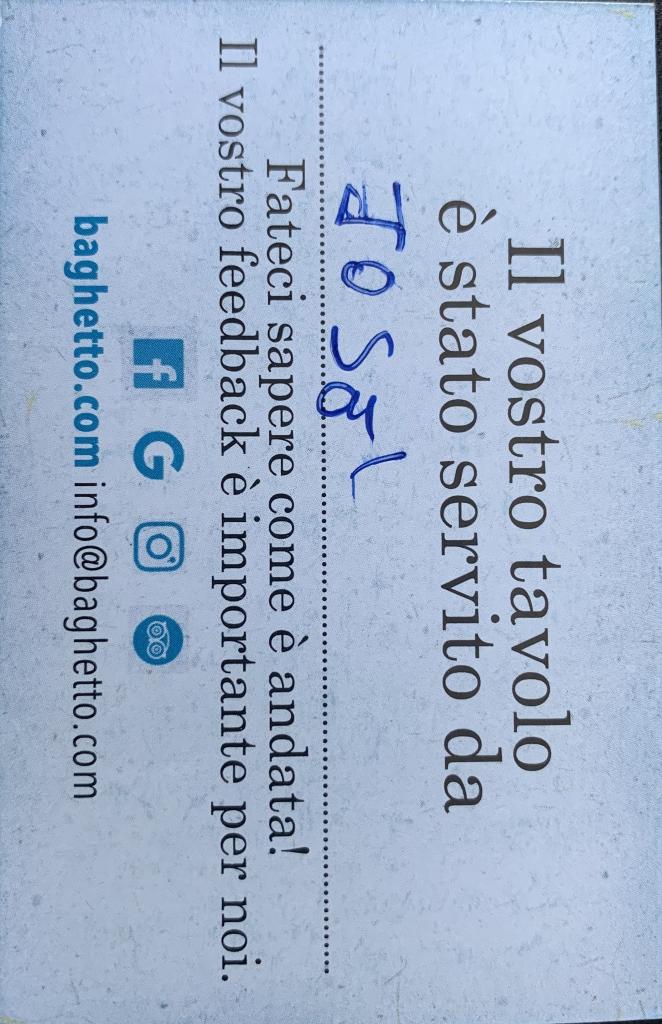 Il vostro tavolo
è stato servito da
Fateci sapere come è andata!
Il vostro feedback è importante per noi.
baghetto.com info@baghetto.com